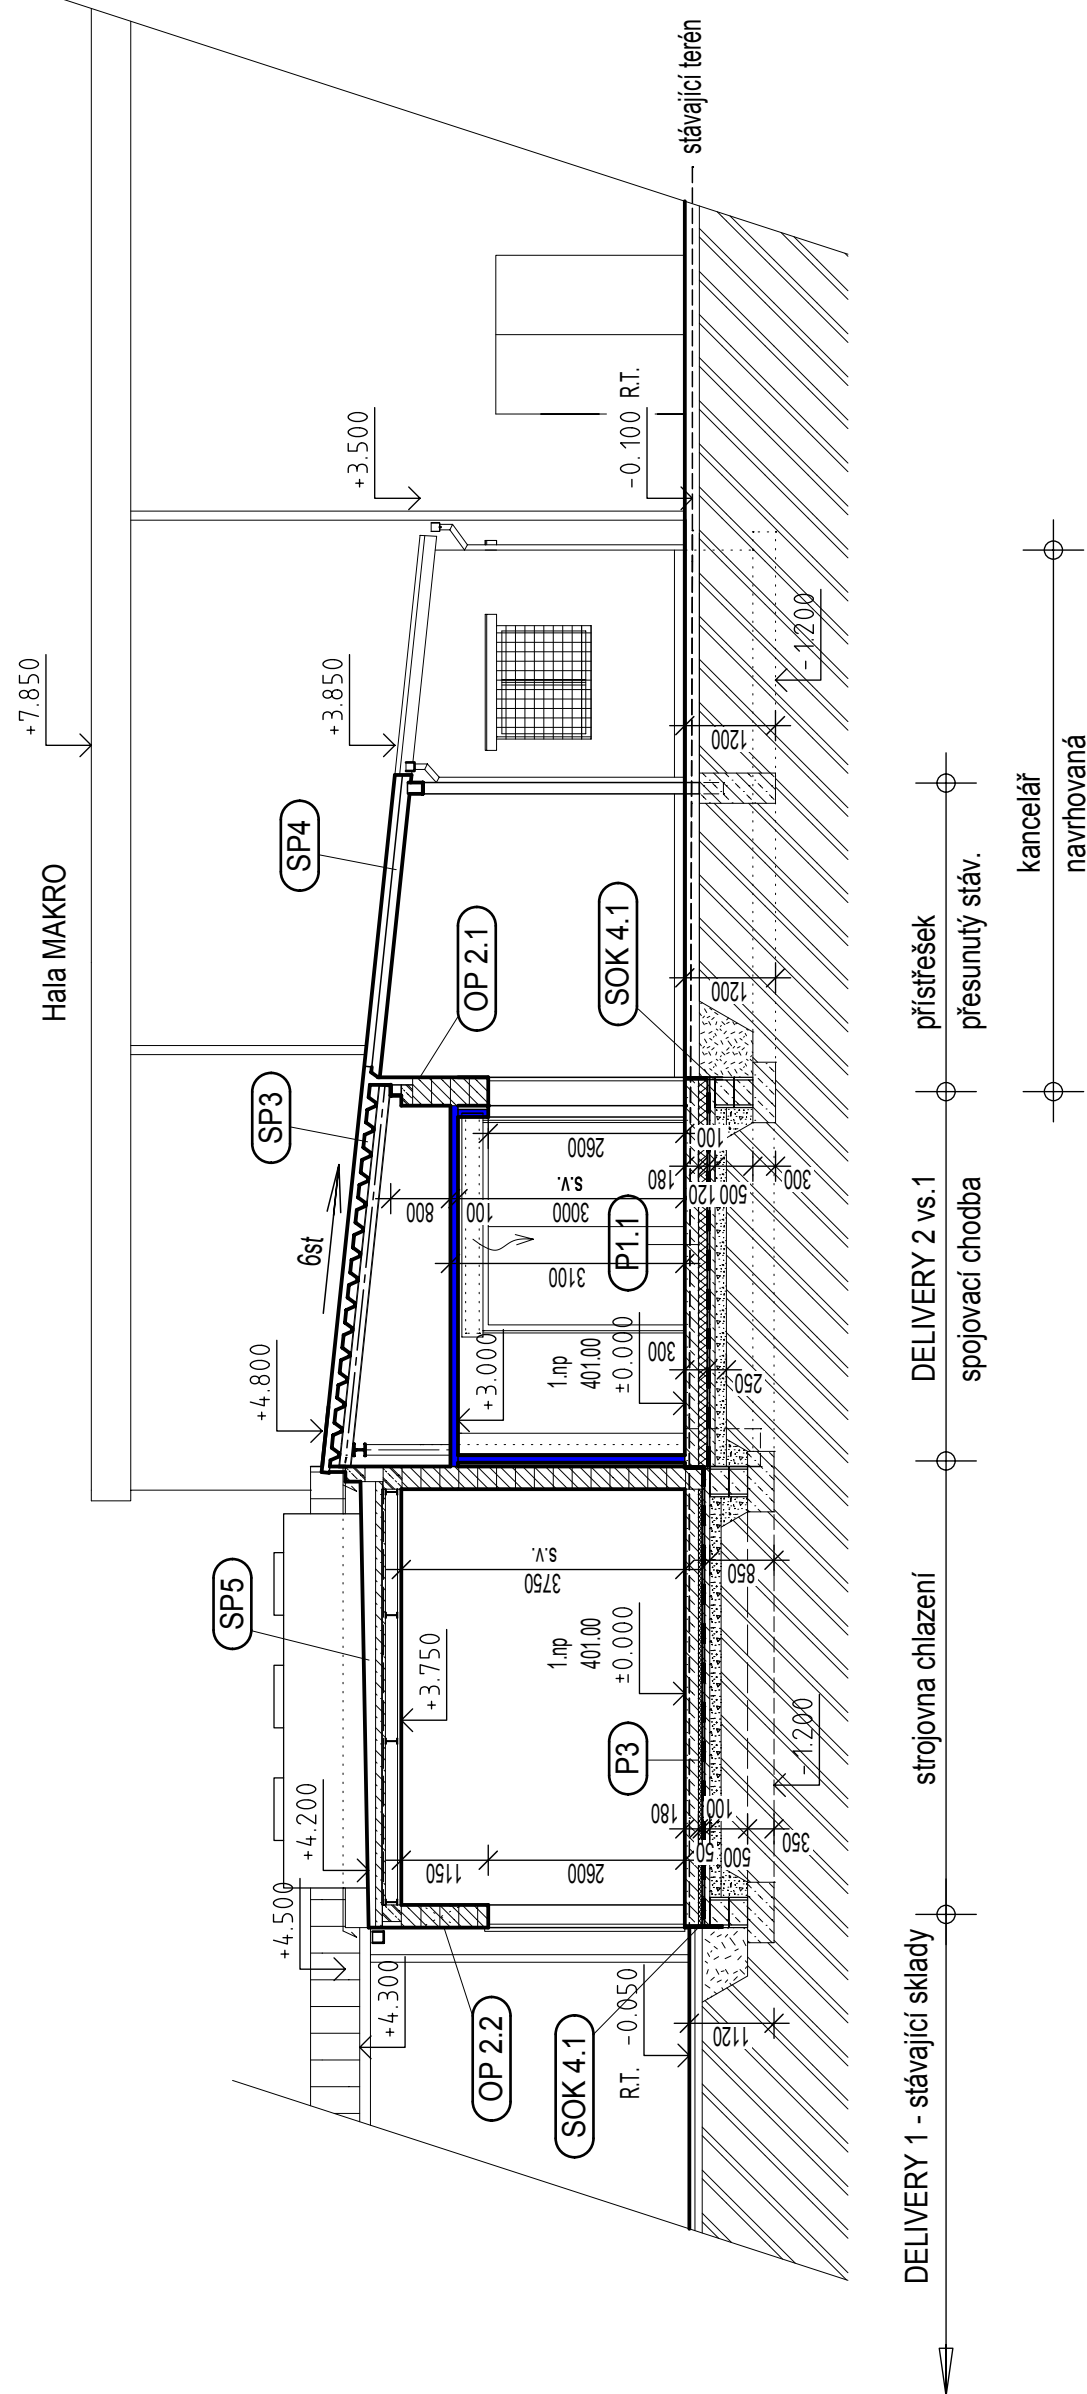 Hala MAKRO
+7.850
stávající terén
+3.500
-0.100 R.T.
+3.850
SP4
SP3
6st
+4.800
SP5
+4.200
+4.500
+4.300
OP 2.1
SOK 4.1
OP 2.2
SOK 4.1
R.T. -0.050
+3.750
1.np
401.00
±0.000
P3
s.v.
3750
1150
2600
180
50
100
500
350
850
1120
-1.200
+3.000
1.np
401.00
±0.000
P1.1
s.v.
3000
3100
800
100
2600
300
250
180
120
100
500
300
1200
1200
-1.200
DELIVERY 1 - stávající sklady
strojovna chlazení
DELIVERY 2 vs.1
spojovací chodba
přístřešek
přesunutý stáv.
kancelář
navrhovaná